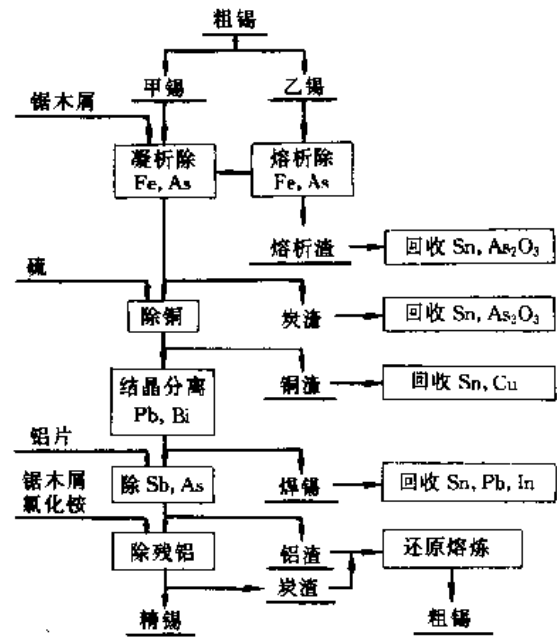 粗锡
甲锡
乙锡
锯木屑
凝析除
Fe, As
熔析除
Fe, As
熔析渣
回收 Sn, As₂O₃
硫
除铜
炭渣
回收 Sn, As₂O₃
结晶分离
Pb, Bi
铜渣
回收 Sn, Cu
铝片
除 Sb, As
焊锡
回收 Sn, Pb, In
锯木屑
氯化铵
除残铝
铝渣
还原熔炼
炭渣
精锡
粗锡